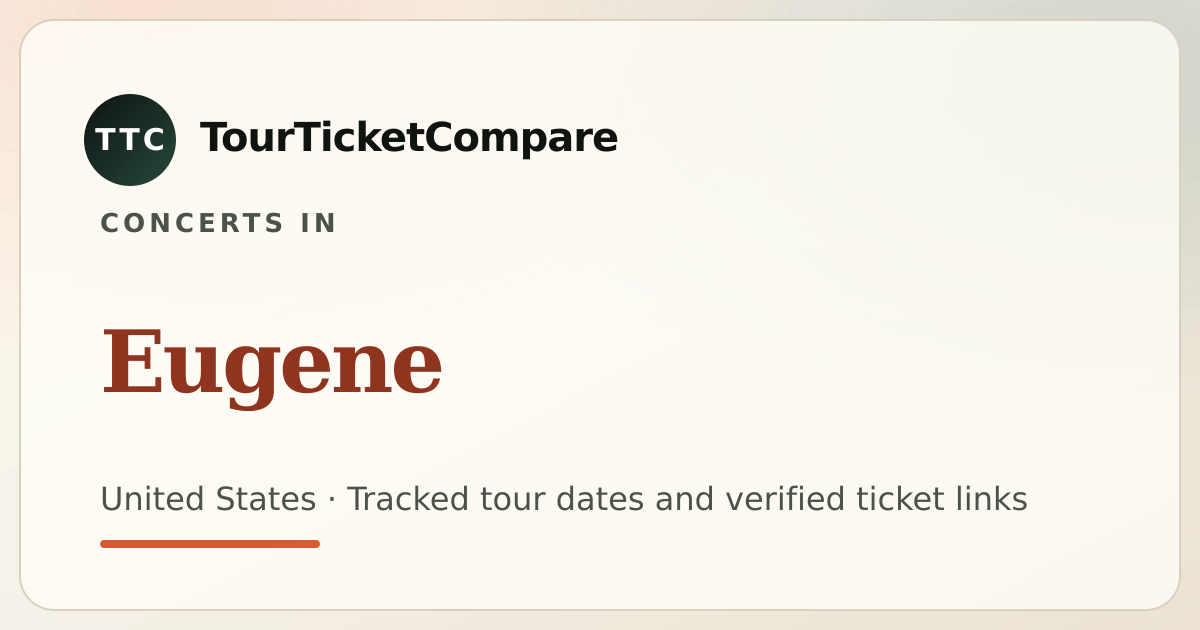 TTC TourTicketCompare
CONCERTS IN
Eugene
United States · Tracked tour dates and verified ticket links